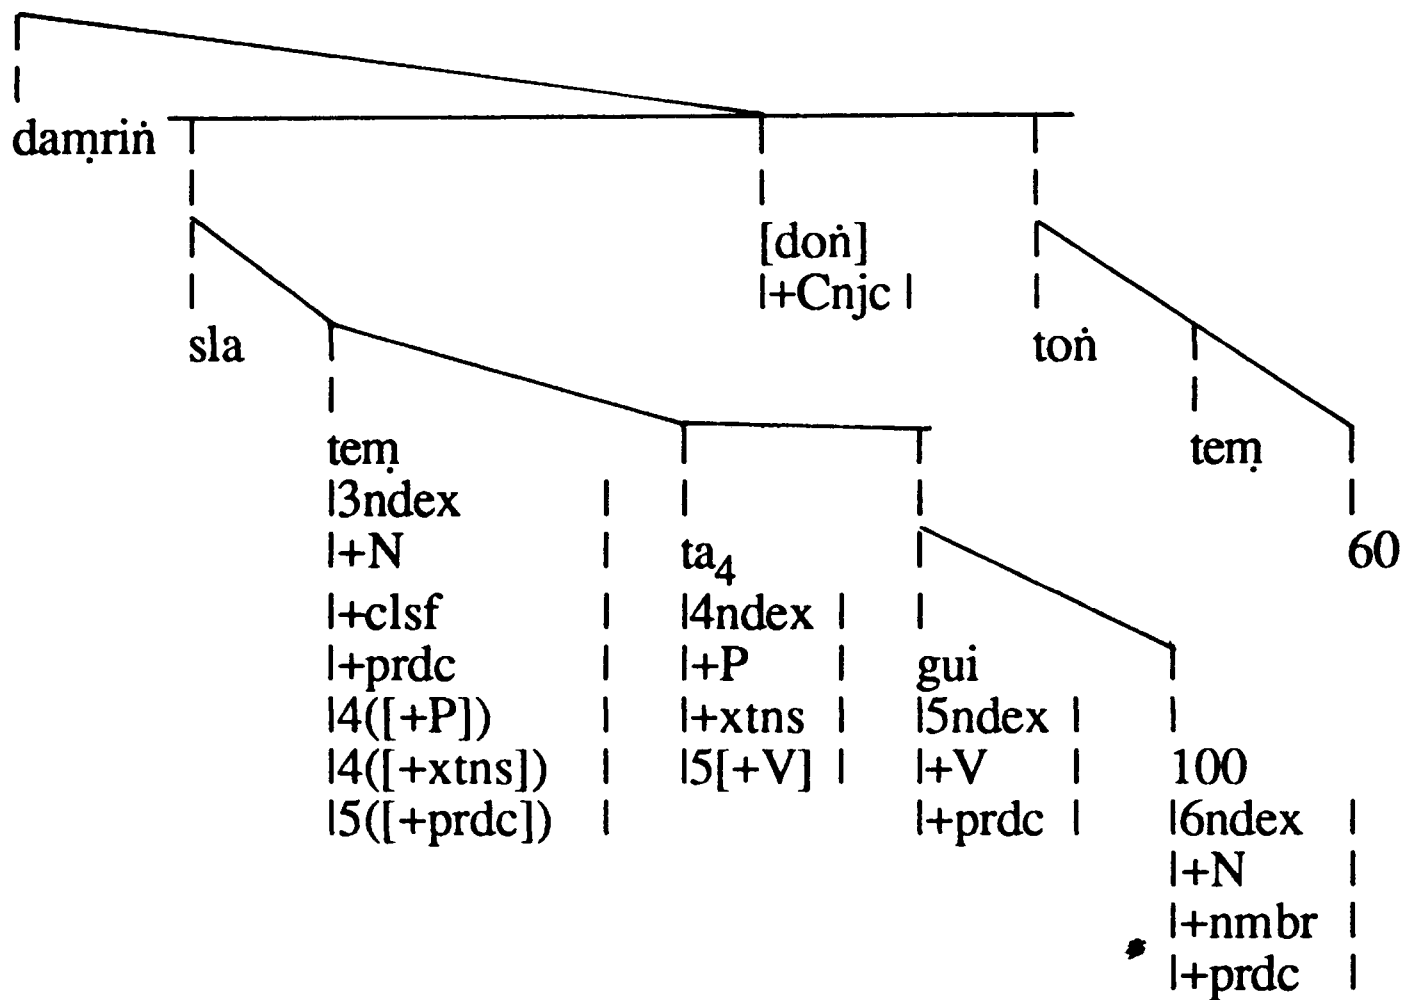 daṃriṅ
[doṅ]
|+Cnjc |
sla
toṅ
teṃ
|3ndex |
|+N |
|+clsf |
|+prdc |
|4([+P]) |
|4([+xtns]) |
|5([+prdc]) |
ta4
|4ndex |
|+P |
|+xtns |
|5[+V] |
gui
|5ndex |
|+V |
|+prdc |
100
|6ndex |
|+N |
|+nmbr |
|+prdc |
teṃ
60